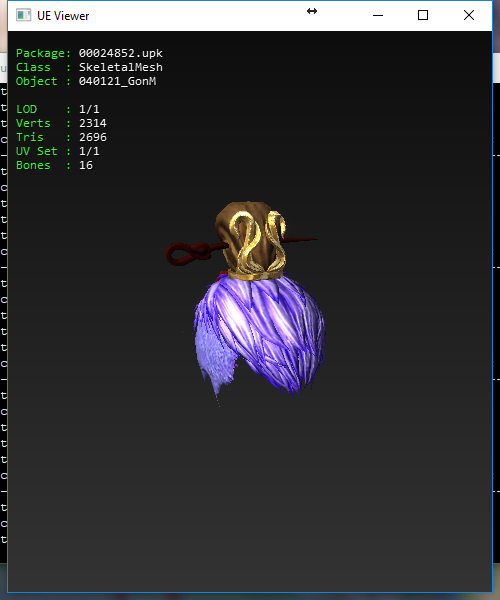 UE Viewer
Package: 00024852.upk
Class : SkeletalMesh
Object : 040121_GonM
LOD : 1/1
Verts : 2314
Tris : 2696
UV Set : 1/1
Bones : 16